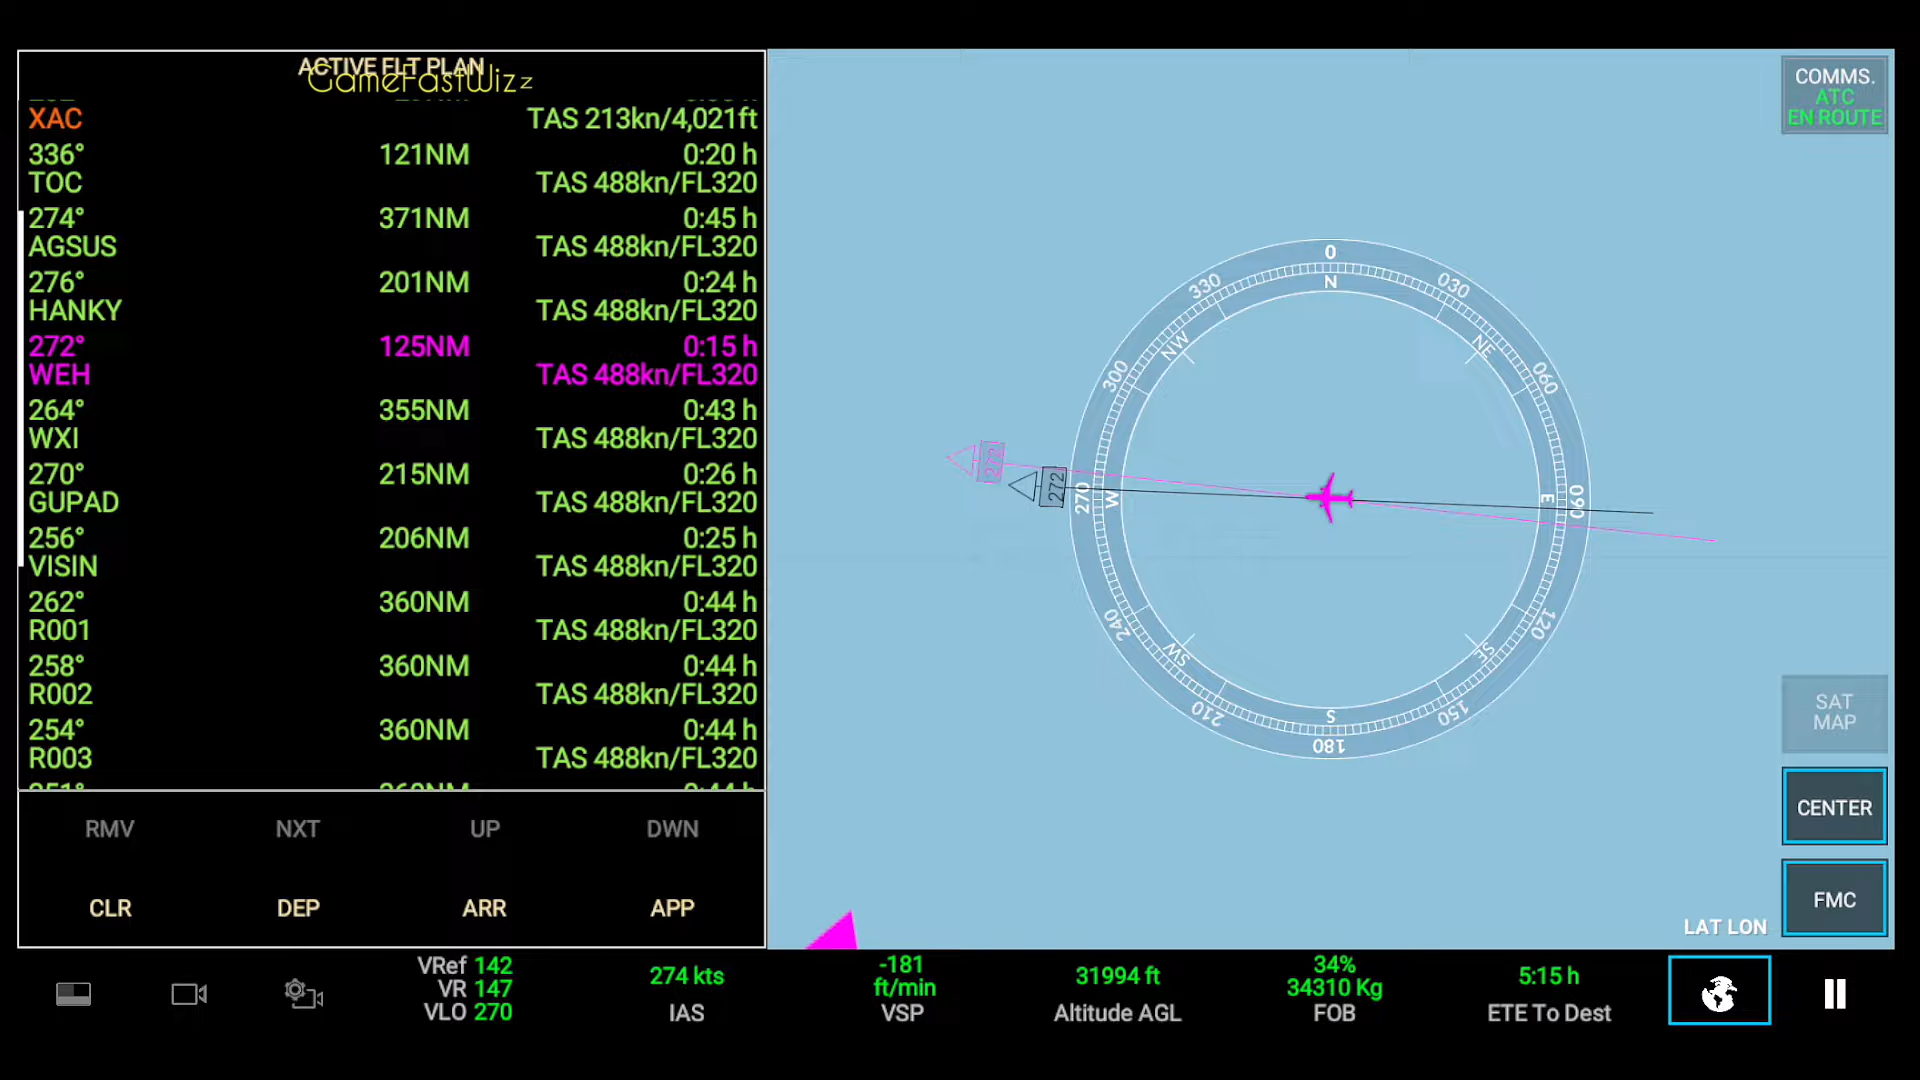 ACTIVE FLT PLAN
GameFastWizz
XAC TAS 213kn/4,021ft
336° 121NM 0:20 h
TOC TAS 488kn/FL320
274° 371NM 0:45 h
AGSUS TAS 488kn/FL320
276° 201NM 0:24 h
HANKY TAS 488kn/FL320
272° 125NM 0:15 h
WEH TAS 488kn/FL320
264° 355NM 0:43 h
WXI TAS 488kn/FL320
270° 215NM 0:26 h
GUPAD TAS 488kn/FL320
256° 206NM 0:25 h
VISIN TAS 488kn/FL320
262° 360NM 0:44 h
R001 TAS 488kn/FL320
258° 360NM 0:44 h
R002 TAS 488kn/FL320
254° 360NM 0:44 h
R003 TAS 488kn/FL320
RMV NXT UP DWN
CLR DEP ARR APP
COMMS.
ATC
EN ROUTE
0
N
330
030
NW
NE
300
060
272
270
W
E
090
240
120
SW
SE
210
150
S
180
SAT
MAP
CENTER
FMC
LAT LON
VRef 142
VR 147
VLO 270
274 kts
IAS
-181
ft/min
VSP
31994 ft
Altitude AGL
34%
34310 Kg
FOB
5:15 h
ETE To Dest